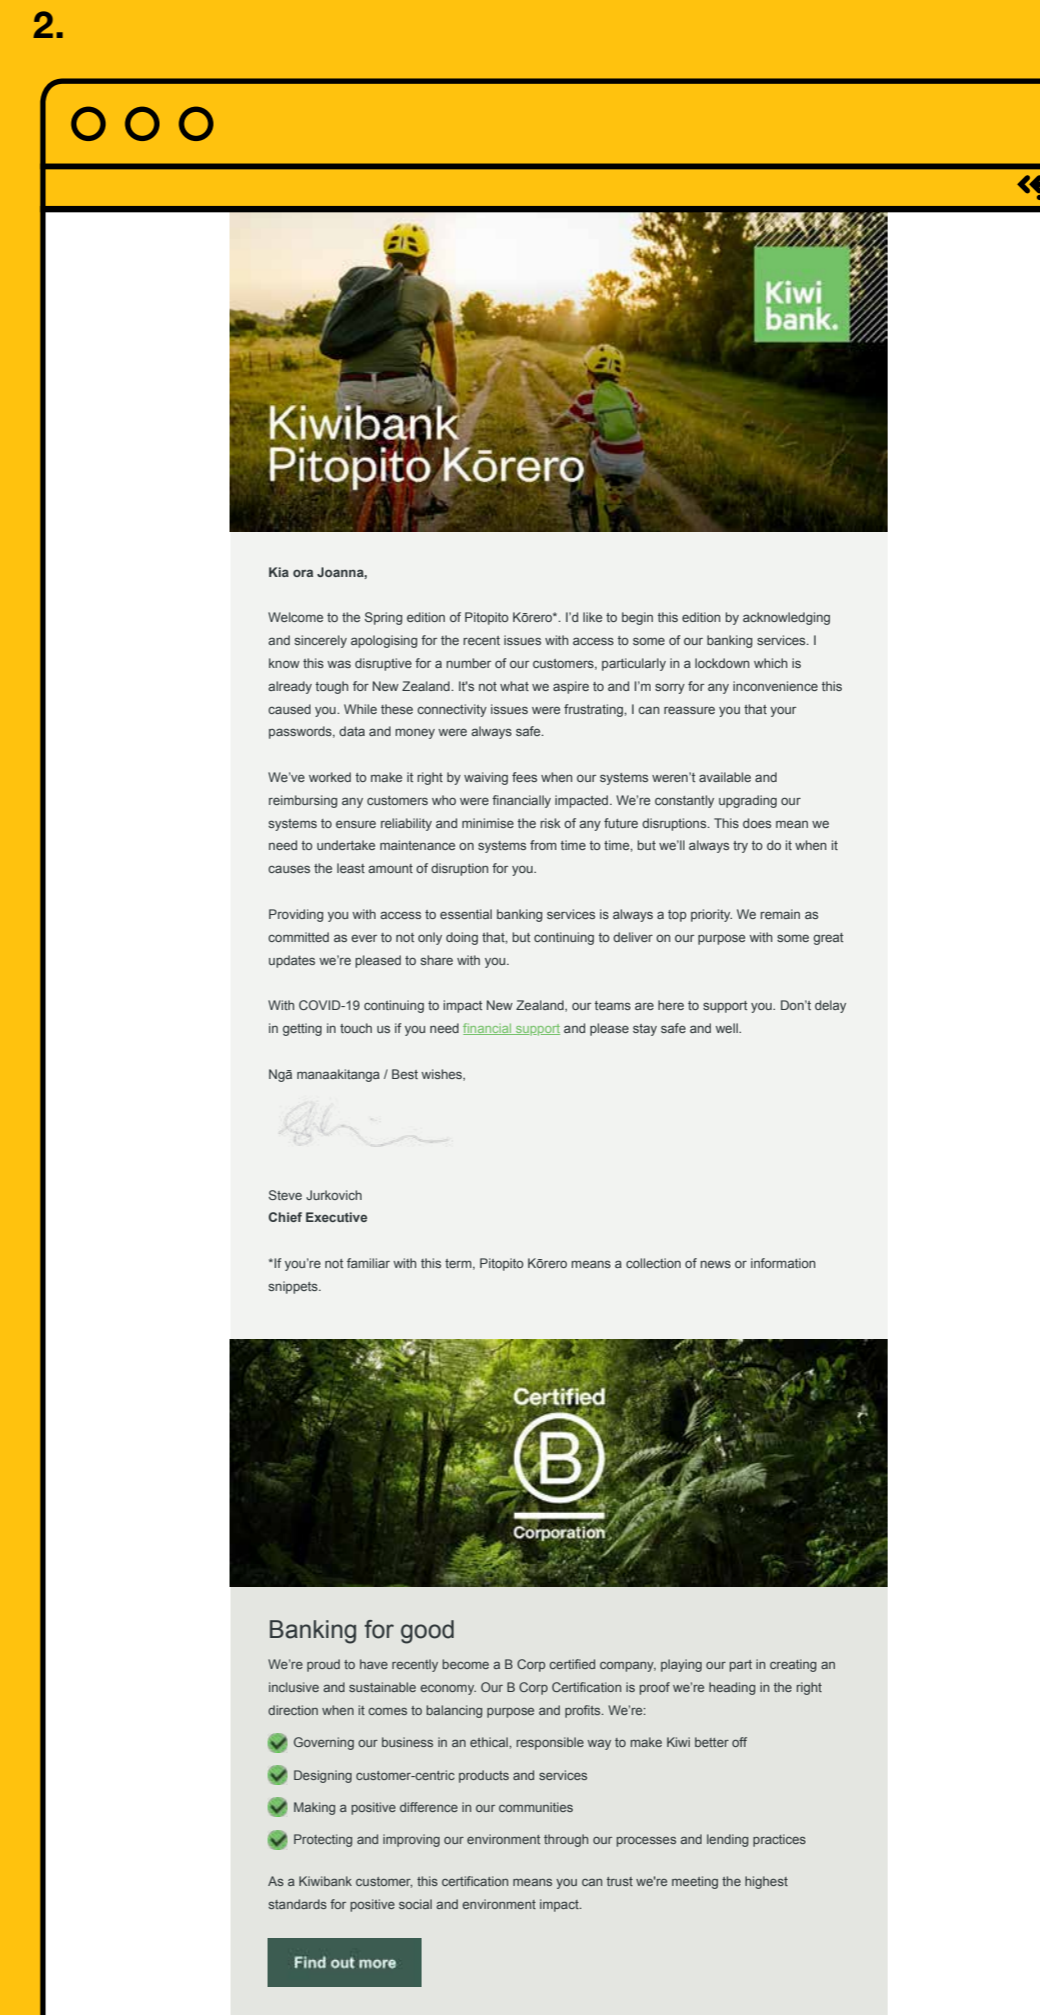 2.
Kiwi
bank.
Kiwibank
Pitopito Kōrero
Kia ora Joanna,
Welcome to the Spring edition of Pitopito Kōrero*. I'd like to begin this edition by acknowledging
and sincerely apologising for the recent issues with access to some of our banking services. I
know this was disruptive for a number of our customers, particularly in a lockdown which is
already tough for New Zealand. It's not what we aspire to and I'm sorry for any inconvenience this
caused you. While these connectivity issues were frustrating, I can reassure you that your
passwords, data and money were always safe.
We've worked to make it right by waiving fees when our systems weren't available and
reimbursing any customers who were financially impacted. We're constantly upgrading our
systems to ensure reliability and minimise the risk of any future disruptions. This does mean we
need to undertake maintenance on systems from time to time, but we'll always try to do it when it
causes the least amount of disruption for you.
Providing you with access to essential banking services is always a top priority. We remain as
committed as ever to not only doing that, but continuing to deliver on our purpose with some great
updates we're pleased to share with you.
With COVID-19 continuing to impact New Zealand, our teams are here to support you. Don't delay
in getting in touch us if you need financial support and please stay safe and well.
Ngā manaakitanga / Best wishes,
Steve Jurkovich
Chief Executive
*If you're not familiar with this term, Pitopito Kōrero means a collection of news or information
snippets.
Certified
B
Corporation
Banking for good
We're proud to have recently become a B Corp certified company, playing our part in creating an
inclusive and sustainable economy. Our B Corp Certification is proof we're heading in the right
direction when it comes to balancing purpose and profits. We're:
Governing our business in an ethical, responsible way to make Kiwi better off
Designing customer-centric products and services
Making a positive difference in our communities
Protecting and improving our environment through our processes and lending practices
As a Kiwibank customer, this certification means you can trust we're meeting the highest
standards for positive social and environment impact.
Find out more